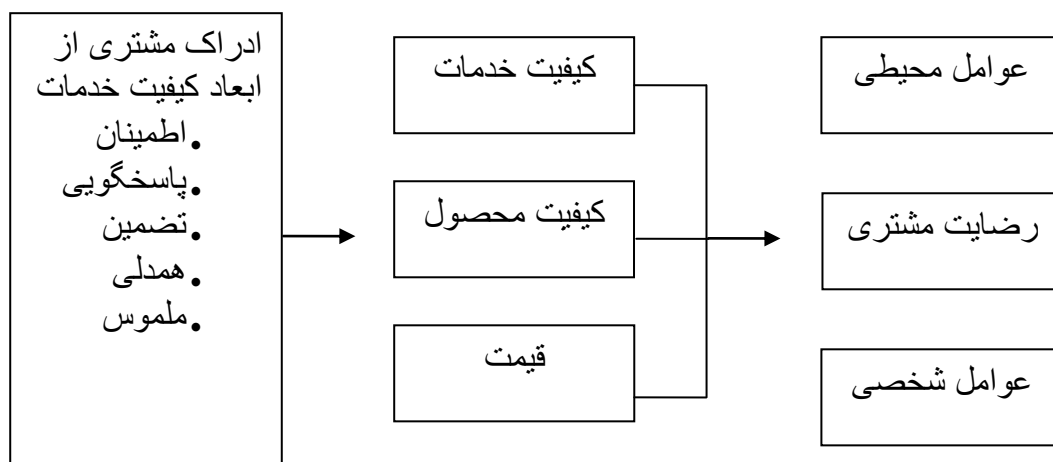 ادراک مشتری از
ابعاد کیفیت خدمات
.اطمینان
.پاسخگویی
.تضمین
.همدلی
.ملموس
کیفیت خدمات
کیفیت محصول
قیمت
عوامل محیطی
رضایت مشتری
عوامل شخصی